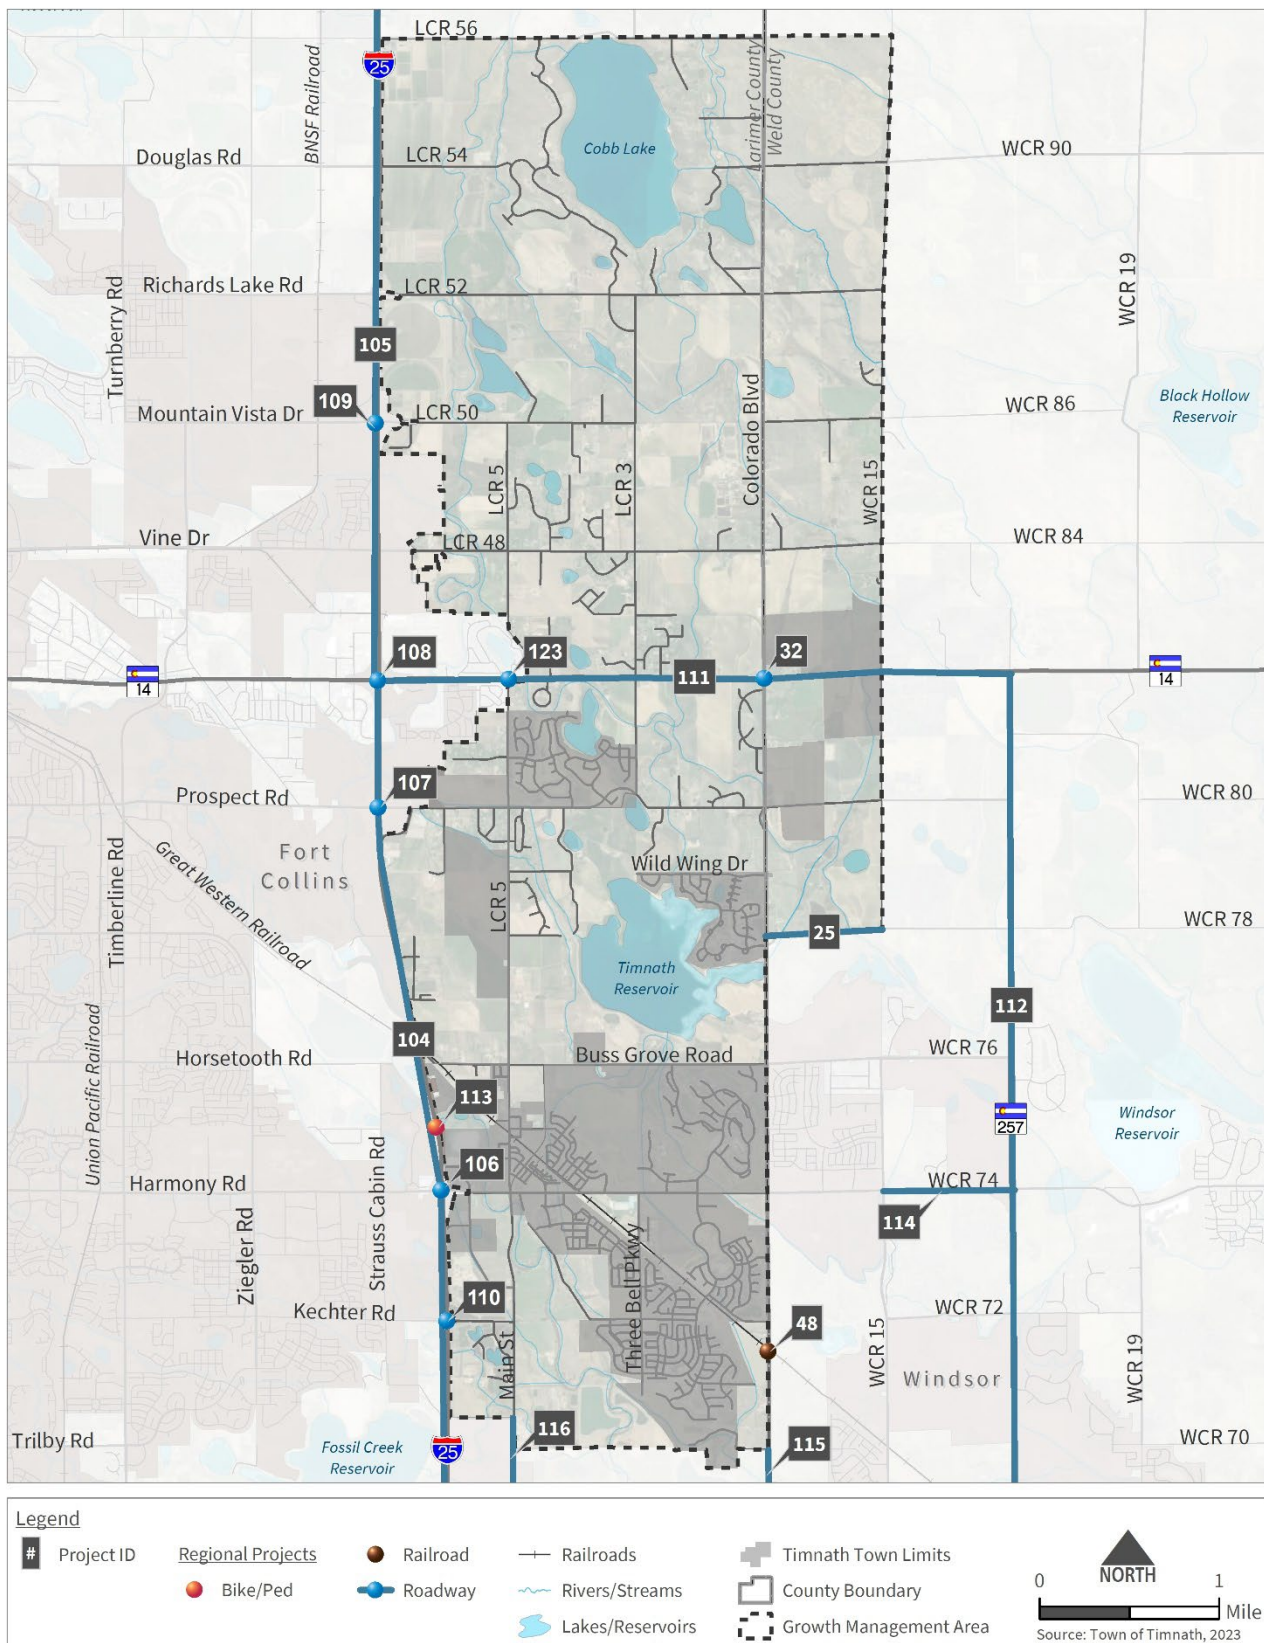 LCR 56
25
BNSF Railroad
Larimer County
Weld County
Cobb Lake
Douglas Rd
LCR 54
WCR 90
Richards Lake Rd
LCR 52
WCR 19
Turnberry Rd
105
109
Mountain Vista Dr
LCR 50
Colorado Blvd
WCR 86
Black Hollow
Reservoir
LCR 5
LCR 3
WCR 15
Vine Dr
LCR 48
WCR 84
108
123
111
32
14
14
107
Prospect Rd
WCR 80
Fort
Collins
Great Western Railroad
Timberline Rd
Wild Wing Dr
LCR 5
25
WCR 78
Timnath
Reservoir
112
Union Pacific Railroad
104
Horsetooth Rd
Buss Grove Road
WCR 76
113
257
Windsor
Reservoir
Strauss Cabin Rd
106
Harmony Rd
WCR 74
Ziegler Rd
114
Three Bell Pkwy
Kechter Rd
110
48
WCR 72
Main St
WCR 15
Windsor
WCR 19
Trilby Rd
Fossil Creek
Reservoir
25
116
115
WCR 70
Legend
# Project ID
Regional Projects
Bike/Ped
Railroad
Roadway
Railroads
Rivers/Streams
Lakes/Reservoirs
Timnath Town Limits
County Boundary
Growth Management Area
NORTH
0 1
Mile
Source: Town of Timnath, 2023